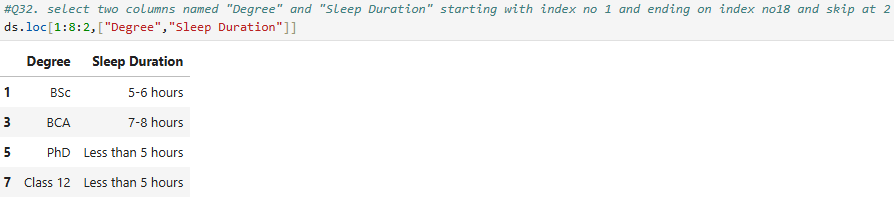 #Q32. select two columns named "Degree" and "Sleep Duration" starting with index no 1 and ending on index no18 and skip at 2
ds.loc[1:8:2,["Degree","Sleep Duration"]]
Degree Sleep Duration
1 BSc 5-6 hours
3 BCA 7-8 hours
5 PhD Less than 5 hours
7 Class 12 Less than 5 hours